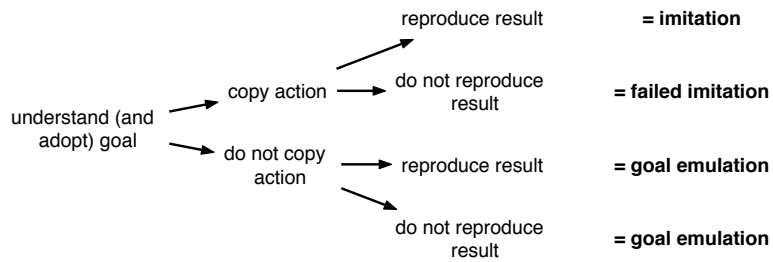 reproduce result = imitation
copy action
do not reproduce
result = failed imitation
understand (and
adopt) goal
do not copy
action
reproduce result = goal emulation
do not reproduce
result = goal emulation